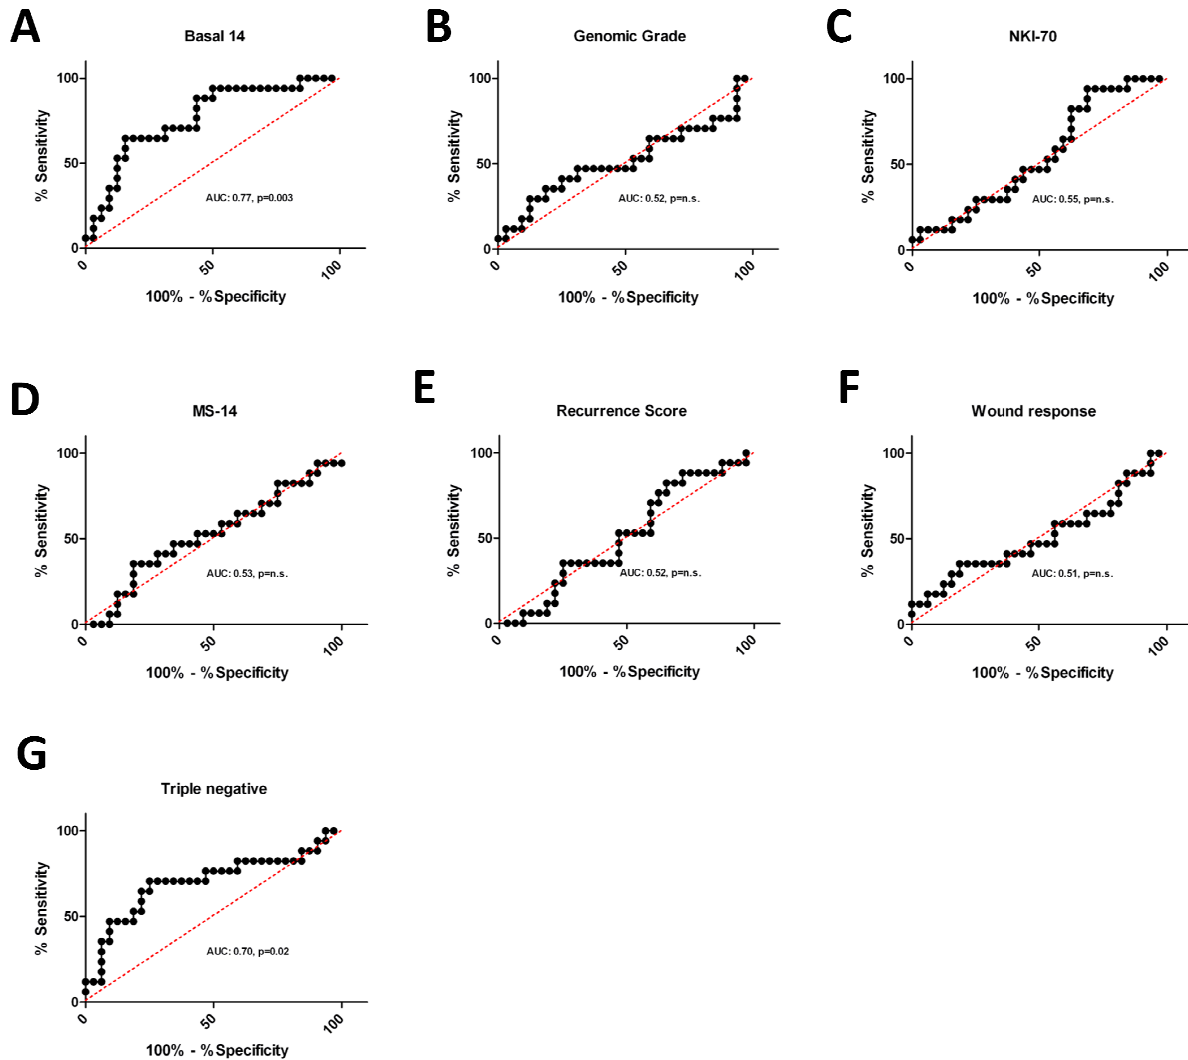 A
Basal 14
% Sensitivity
100
50
0
AUC: 0.77, p=0.003
0
50
100
100% - % Specificity
B
Genomic Grade
% Sensitivity
100
50
0
AUC: 0.52, p=n.s.
0
50
100
100% - % Specificity
C
NKI-70
% Sensitivity
100
50
0
AUC: 0.55, p=n.s.
0
50
100
100% - % Specificity
D
MS-14
% Sensitivity
100
50
0
AUC: 0.53, p=n.s.
0
50
100
100% - % Specificity
E
Recurrence Score
% Sensitivity
100
50
0
AUC: 0.52, p=n.s.
0
50
100
100% - % Specificity
F
Wound response
% Sensitivity
100
50
0
AUC: 0.51, p=n.s.
0
50
100
100% - % Specificity
G
Triple negative
% Sensitivity
100
50
0
AUC: 0.70, p=0.02
0
50
100
100% - % Specificity